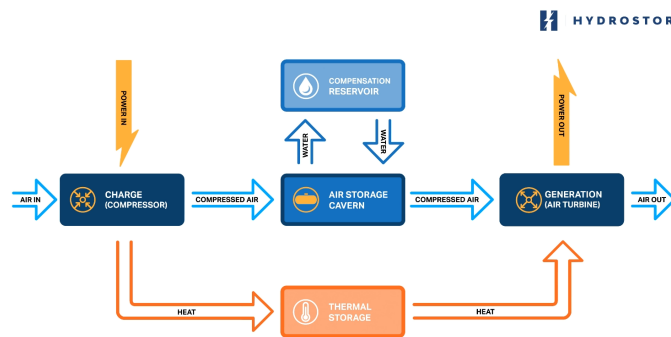 HYDROSTOR
POWER IN
COMPENSATION
RESERVOIR
POWER OUT
WATER
WATER
AIR IN
CHARGE
(COMPRESSOR)
COMPRESSED AIR
AIR STORAGE
CAVERN
COMPRESSED AIR
GENERATION
(AIR TURBINE)
AIR OUT
HEAT
THERMAL
STORAGE
HEAT